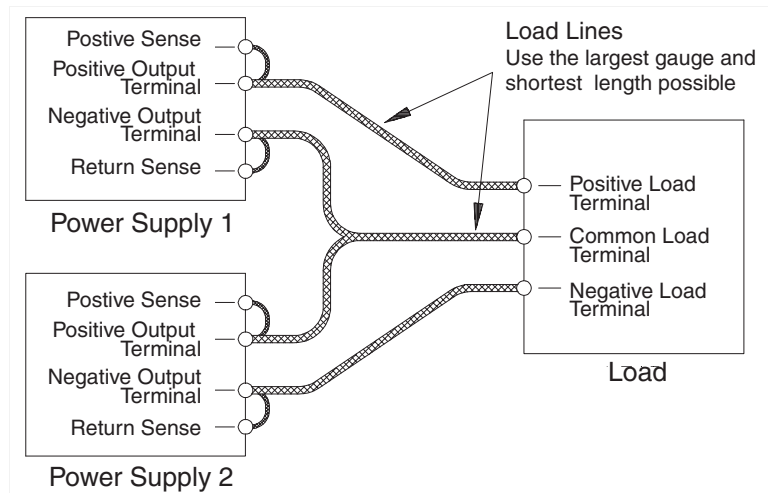 Postive Sense
Positive Output
Terminal
Negative Output
Terminal
Return Sense
Power Supply 1
Load Lines
Use the largest gauge and
shortest length possible
Positive Load
Terminal
Common Load
Terminal
Negative Load
Terminal
Load
Postive Sense
Positive Output
Terminal
Negative Output
Terminal
Return Sense
Power Supply 2